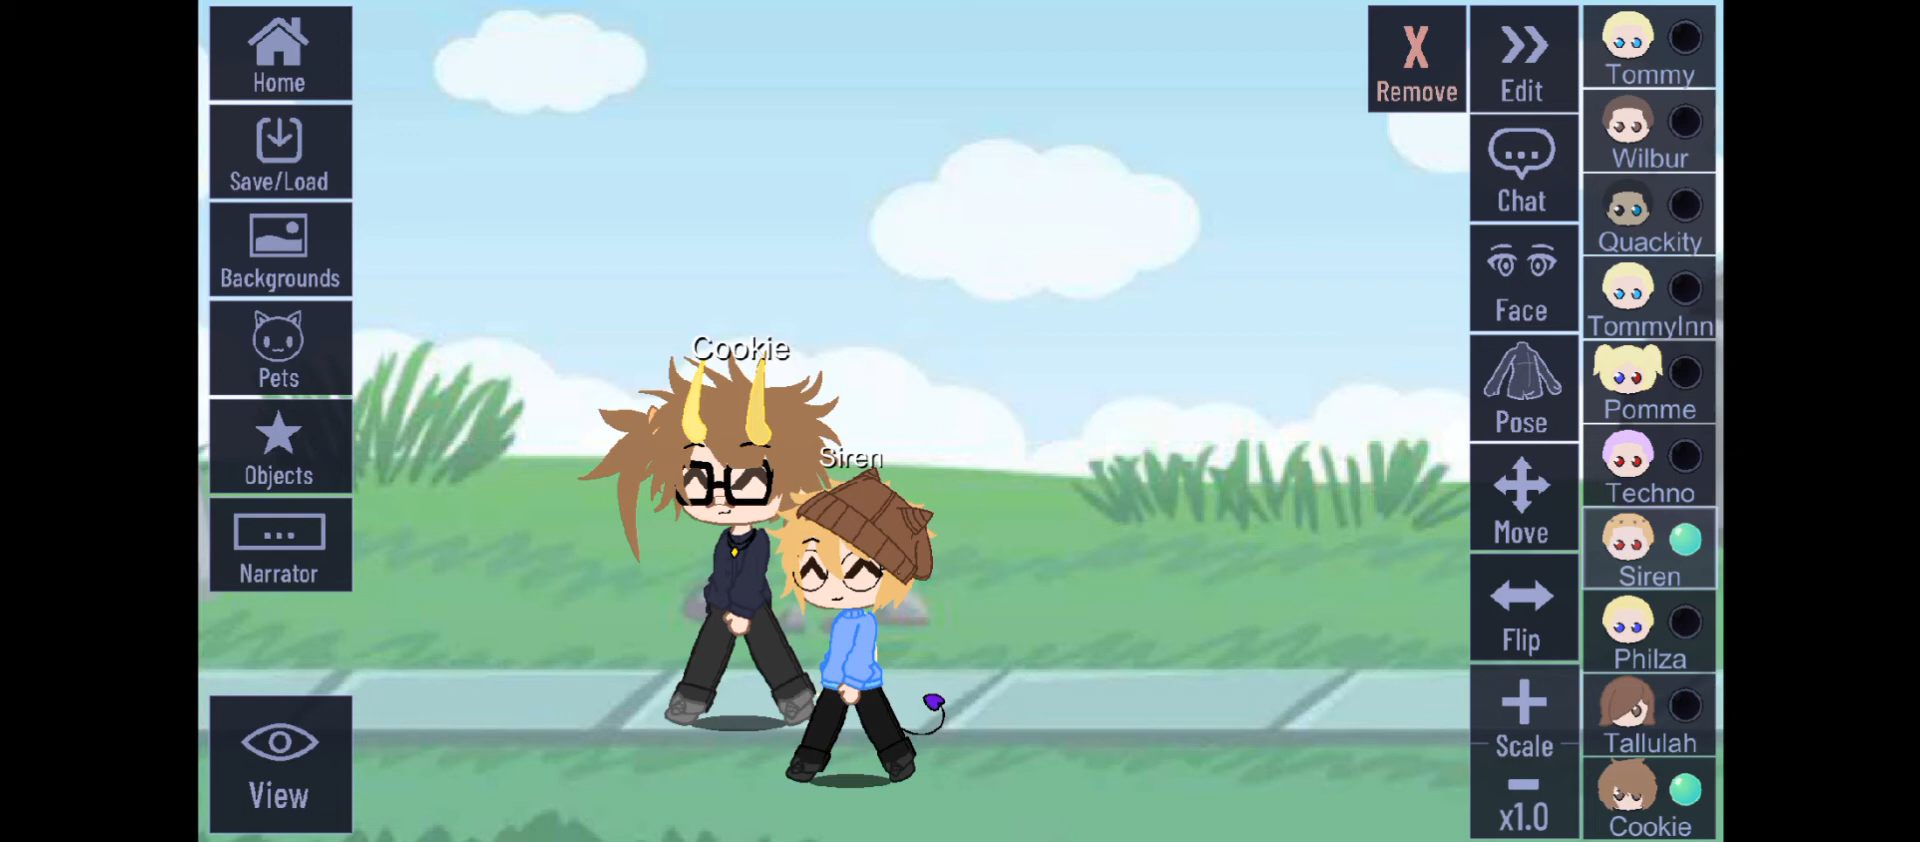 Home
Save/Load
Backgrounds
Pets
Objects
...
Narrator
View
Cookie
Siren
X
Remove
Edit
...
Chat
Face
Pose
Move
Flip
Scale
x1.0
Tommy
Wilbur
Quackity
TommyInn
Pomme
Techno
Siren
Philza
Tallulah
Cookie